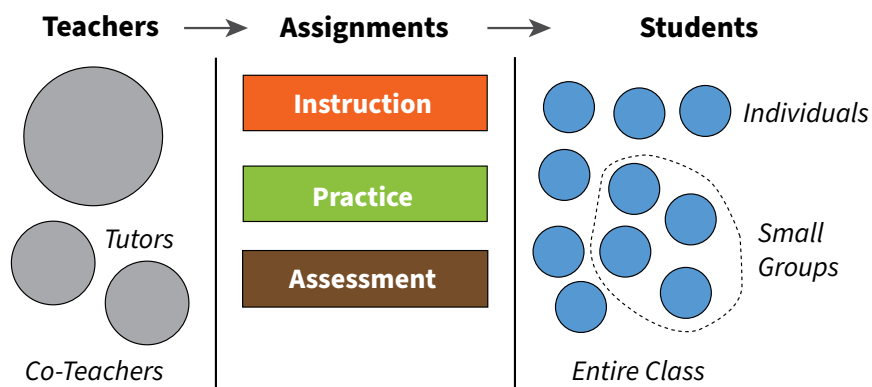 Teachers
Assignments
Students
Instruction
Practice
Assessment
Tutors
Co-Teachers
Individuals
Small
Groups
Entire Class